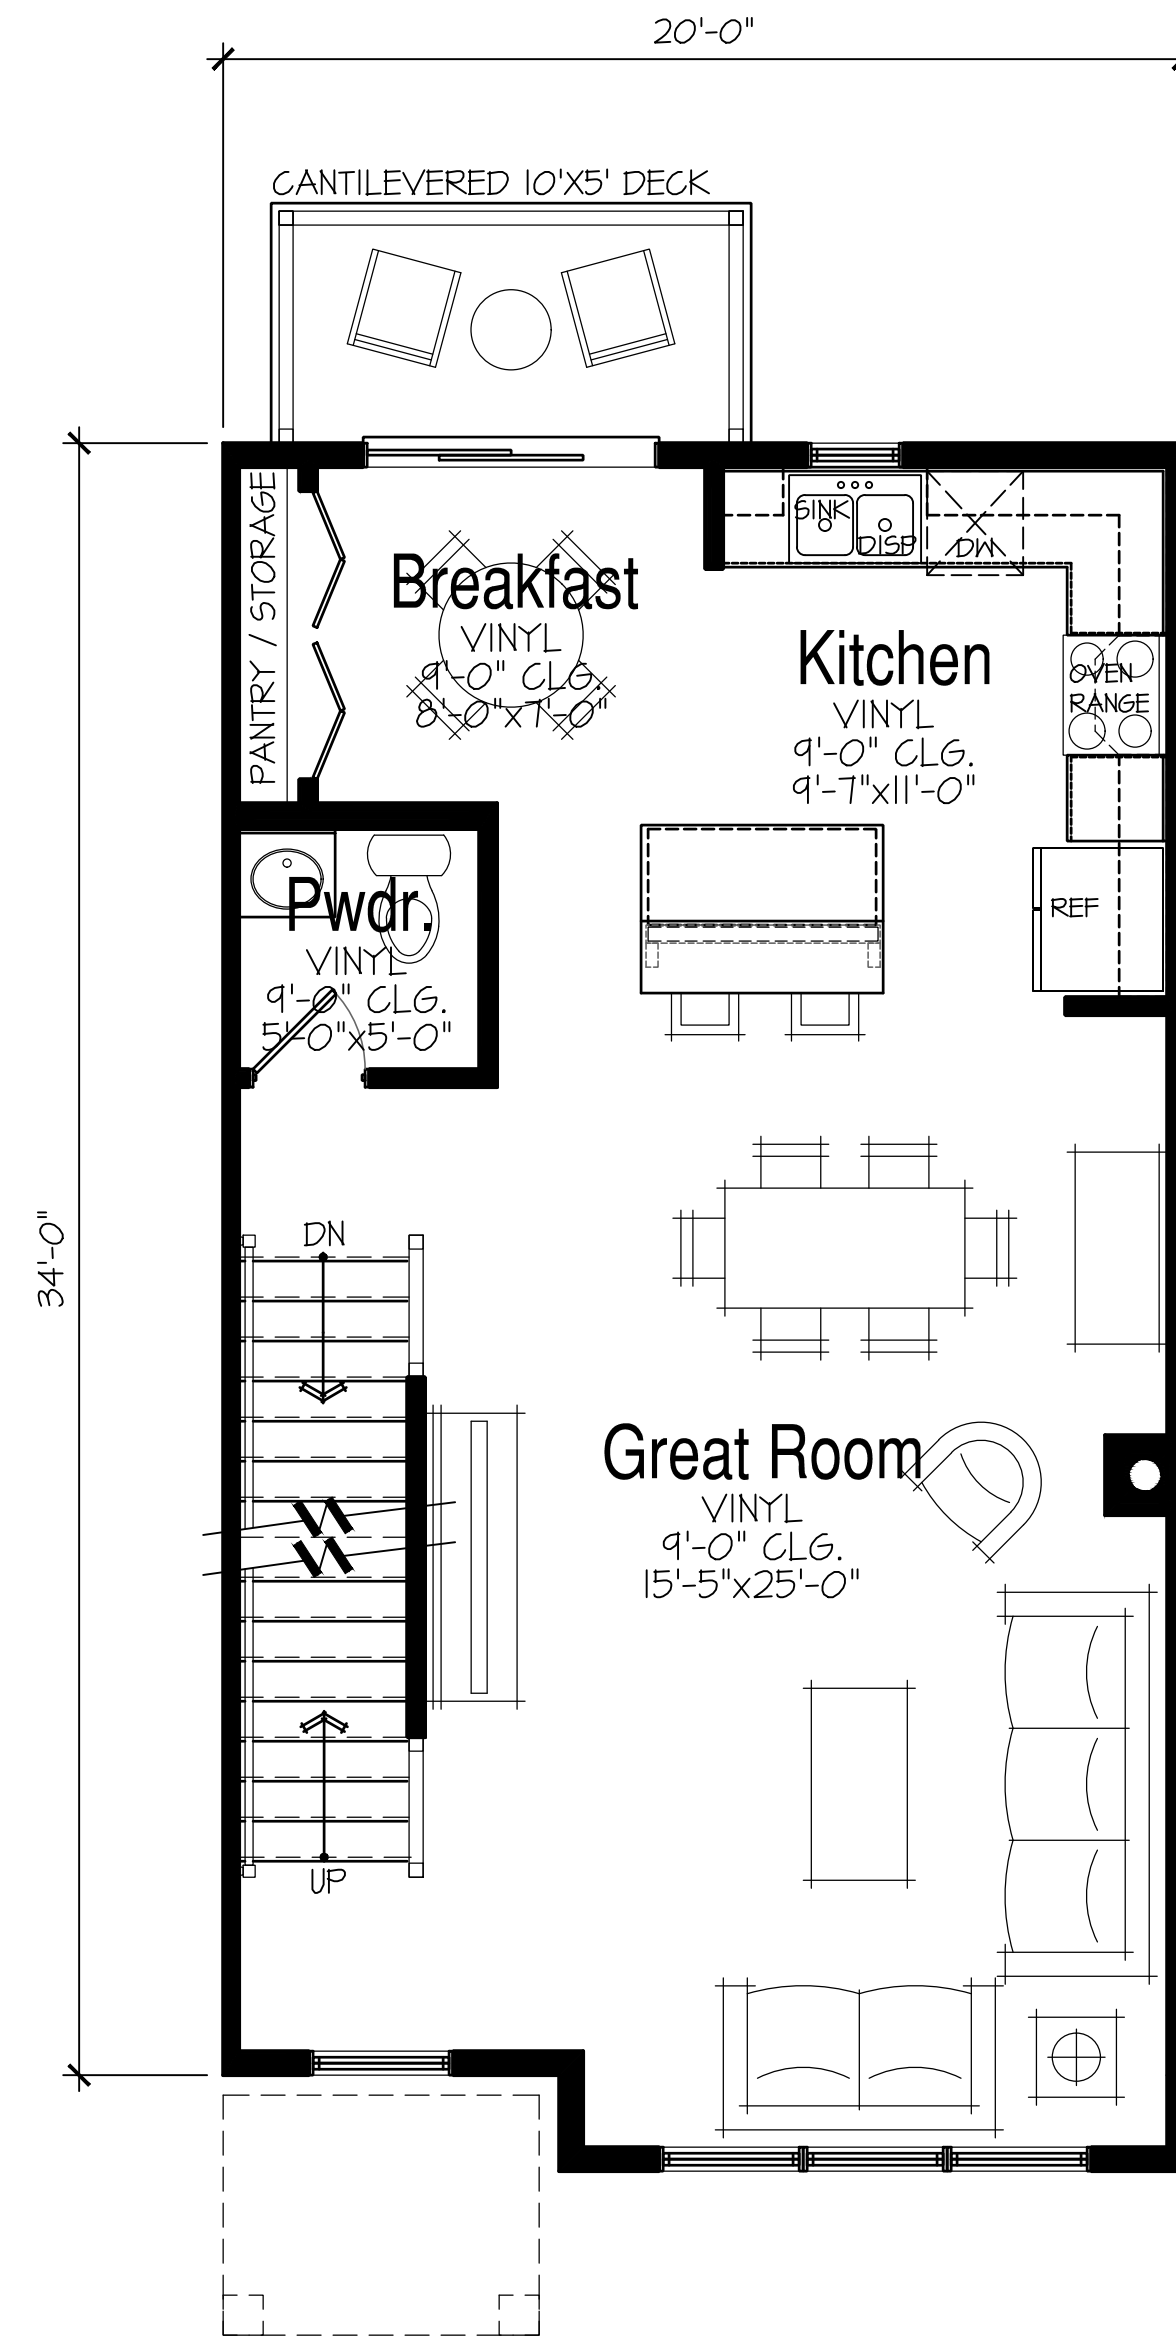 20'-0"
CANTILEVERED 10'X5' DECK
PANTRY / STORAGE
SINK
DISP
DW
Breakfast
VINYL
9'-0" CLG.
8'-0"x7'-0"
Kitchen
VINYL
9'-0" CLG.
9'-7"x11'-0"
OVEN
RANGE
REF
Pwdr.
VINYL
9'-0" CLG.
5'-0"x5'-0"
34'-0"
DN
Great Room
VINYL
9'-0" CLG.
15'-5"x25'-0"
UP